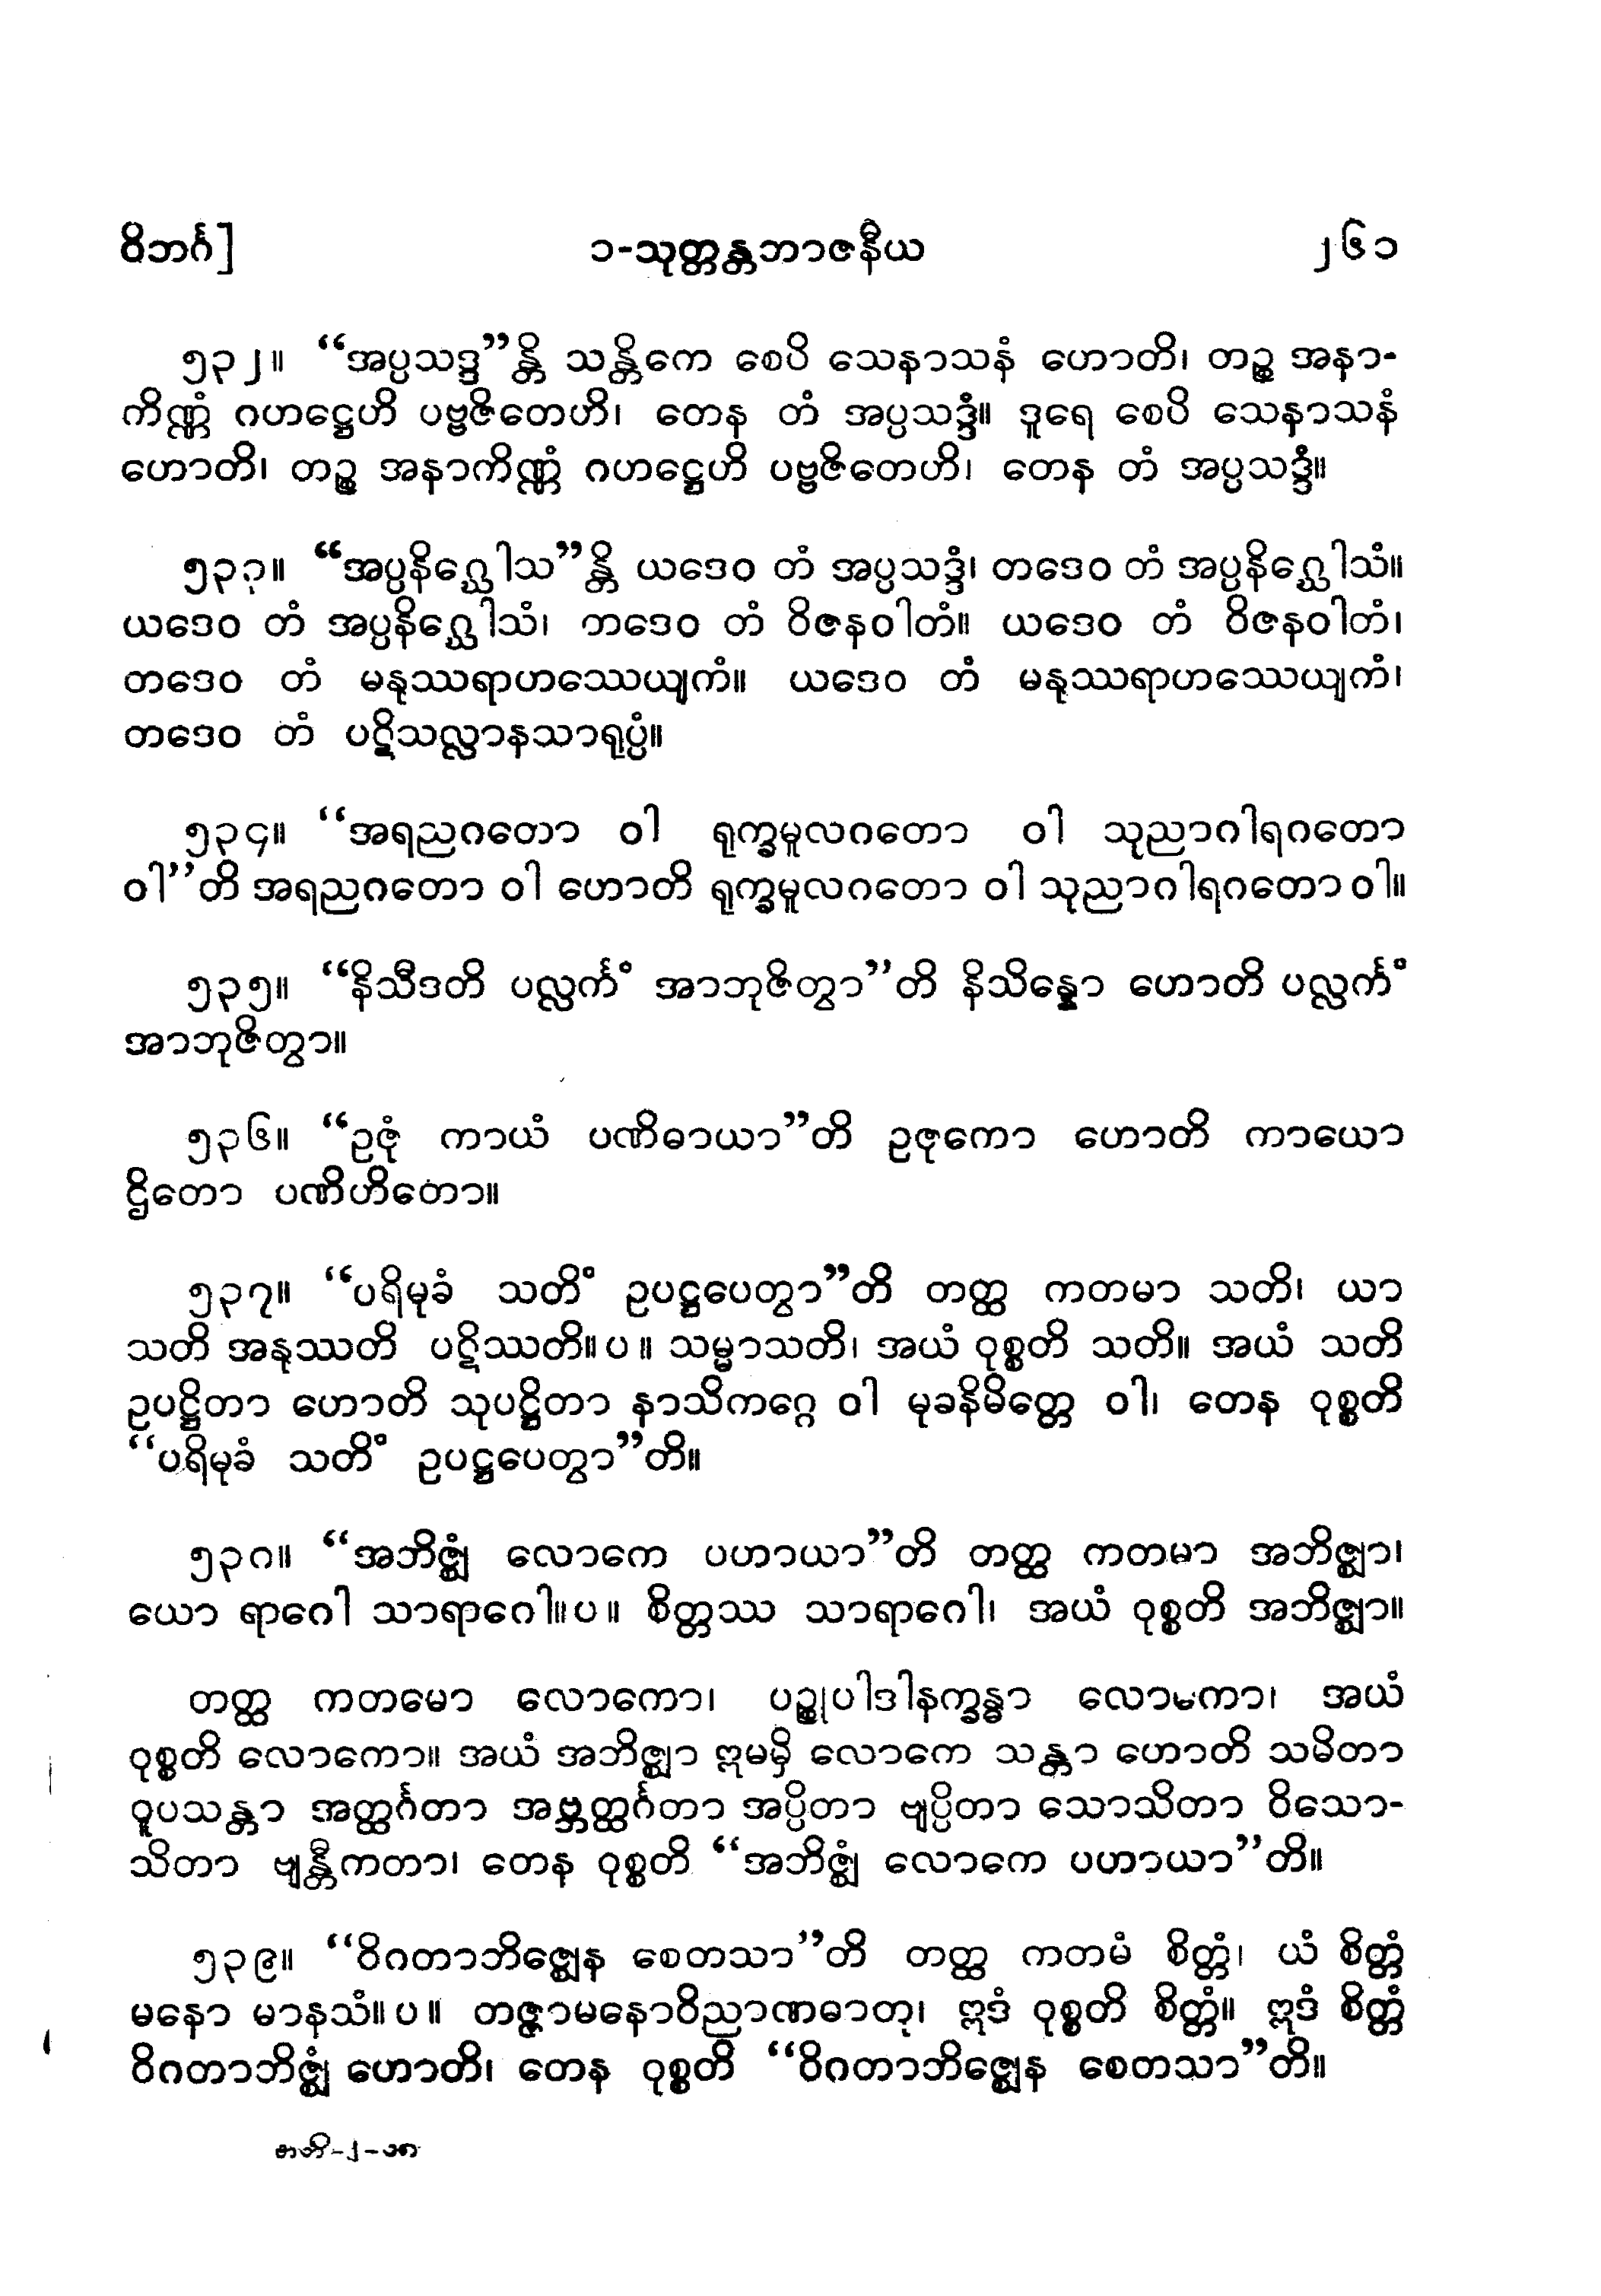 ဝိဘင်္ဂ] ၁-သုတ္တန္တဘာဇနီယ ၂၆၁
၅၃၂။ “အပ္ပသဒ္ဒ”န္တိ သန္တိကေ စေပိ သေနာသနံ ဟောတိ၊ တဉ္စ အနာ-
ကိဏ္ဏံ ဂဟဋ္ဌေဟိ ပဗ္ဗဇိတေဟိ၊ တေန တံ အပ္ပသဒ္ဒံ။ ဒူရေ စေပိ သေနာသနံ
ဟောတိ၊ တဉ္စ အနာကိဏ္ဏံ ဂဟဋ္ဌေဟိ ပဗ္ဗဇိတေဟိ၊ တေန တံ အပ္ပသဒ္ဒံ။
၅၃၃။ “အပ္ပနိဂ္ဃေါသ”န္တိ ယဒေဝ တံ အပ္ပသဒ္ဒံ၊ တဒေဝ တံ အပ္ပနိဂ္ဃေါသံ။
ယဒေဝ တံ အပ္ပနိဂ္ဃေါသံ၊ တဒေဝ တံ ဝိဇနဝါတံ။ ယဒေဝ တံ ဝိဇနဝါတံ၊
တဒေဝ တံ မနုဿရာဟဿေယျကံ။ ယဒေဝ တံ မနုဿရာဟဿေယျကံ၊
တဒေဝ တံ ပဋိသလ္လာနသာရုပ္ပံ။
၅၃၄။ “အရညဂတော ဝါ ရုက္ခမူလဂတော ဝါ သုညာဂါရဂတော
ဝါ”တိ အရညဂတော ဝါ ဟောတိ ရုက္ခမူလဂတော ဝါ သုညာဂါရဂတော ဝါ။
၅၃၅။ “နိသီဒတိ ပလ္လင်္ကံ အာဘုဇိတွာ”တိ နိသိန္နော ဟောတိ ပလ္လင်္ကံ
အာဘုဇိတွာ။
၅၃၆။ “ဥဇုံ ကာယံ ပဏိဓာယာ”တိ ဥဇုကော ဟောတိ ကာယော
ဌိတော ပဏိဟိတော။
၅၃၇။ “ပရိမုခံ သတိံ ဥပဋ္ဌပေတွာ”တိ တတ္ထ ကတမာ သတိ၊ ယာ
သတိ အနုဿတိ ပဋိဿတိ။ပ။ သမ္မာသတိ၊ အယံ ဝုစ္စတိ သတိ။ အယံ သတိ
ဥပဋ္ဌိတာ ဟောတိ သုပဋ္ဌိတာ နာသိကဂ္ဂေ ဝါ မုခနိမိတ္တေ ဝါ၊ တေန ဝုစ္စတိ
“ပရိမုခံ သတိံ ဥပဋ္ဌပေတွာ”တိ။
၅၃၈။ “အဘိဇ္ဈံ လောကေ ပဟာယာ”တိ တတ္ထ ကတမာ အဘိဇ္ဈာ၊
ယော ရာဂေါ သာရာဂေါ။ပ။ စိတ္တဿ သာရာဂေါ၊ အယံ ဝုစ္စတိ အဘိဇ္ဈာ။
တတ္ထ ကတမော လောကော၊ ပဉ္စုပါဒါနက္ခန္ဓာ လောကော၊ အယံ
ဝုစ္စတိ လောကော။ အယံ အဘိဇ္ဈာ ဣမမှိ လောကေ သန္တာ ဟောတိ သမိတာ
ဝူပသန္တာ အတ္ထင်္ဂတာ အဗ္ဘတ္ထင်္ဂတာ အပ္ပိတာ ဗျပ္ပိတာ သောသိတာ ဝိသော-
သိတာ ဗျန္တီကတာ၊ တေန ဝုစ္စတိ “အဘိဇ္ဈံ လောကေ ပဟာယာ”တိ။
၅၃၉။ “ဝိဂတာဘိဇ္ဈေန စေတသာ”တိ တတ္ထ ကတမံ စိတ္တံ၊ ယံ စိတ္တံ
မနော မာနသံ။ပ။ တဇ္ဇာမနောဝိညာဏဓာတု၊ ဣဒံ ဝုစ္စတိ စိတ္တံ။ ဣဒံ စိတ္တံ
ဝိဂတာဘိဇ္ဈံ ဟောတိ၊ တေန ဝုစ္စတိ “ဝိဂတာဘိဇ္ဈေန စေတသာ”တိ။
အဘိ-၂-၁၈